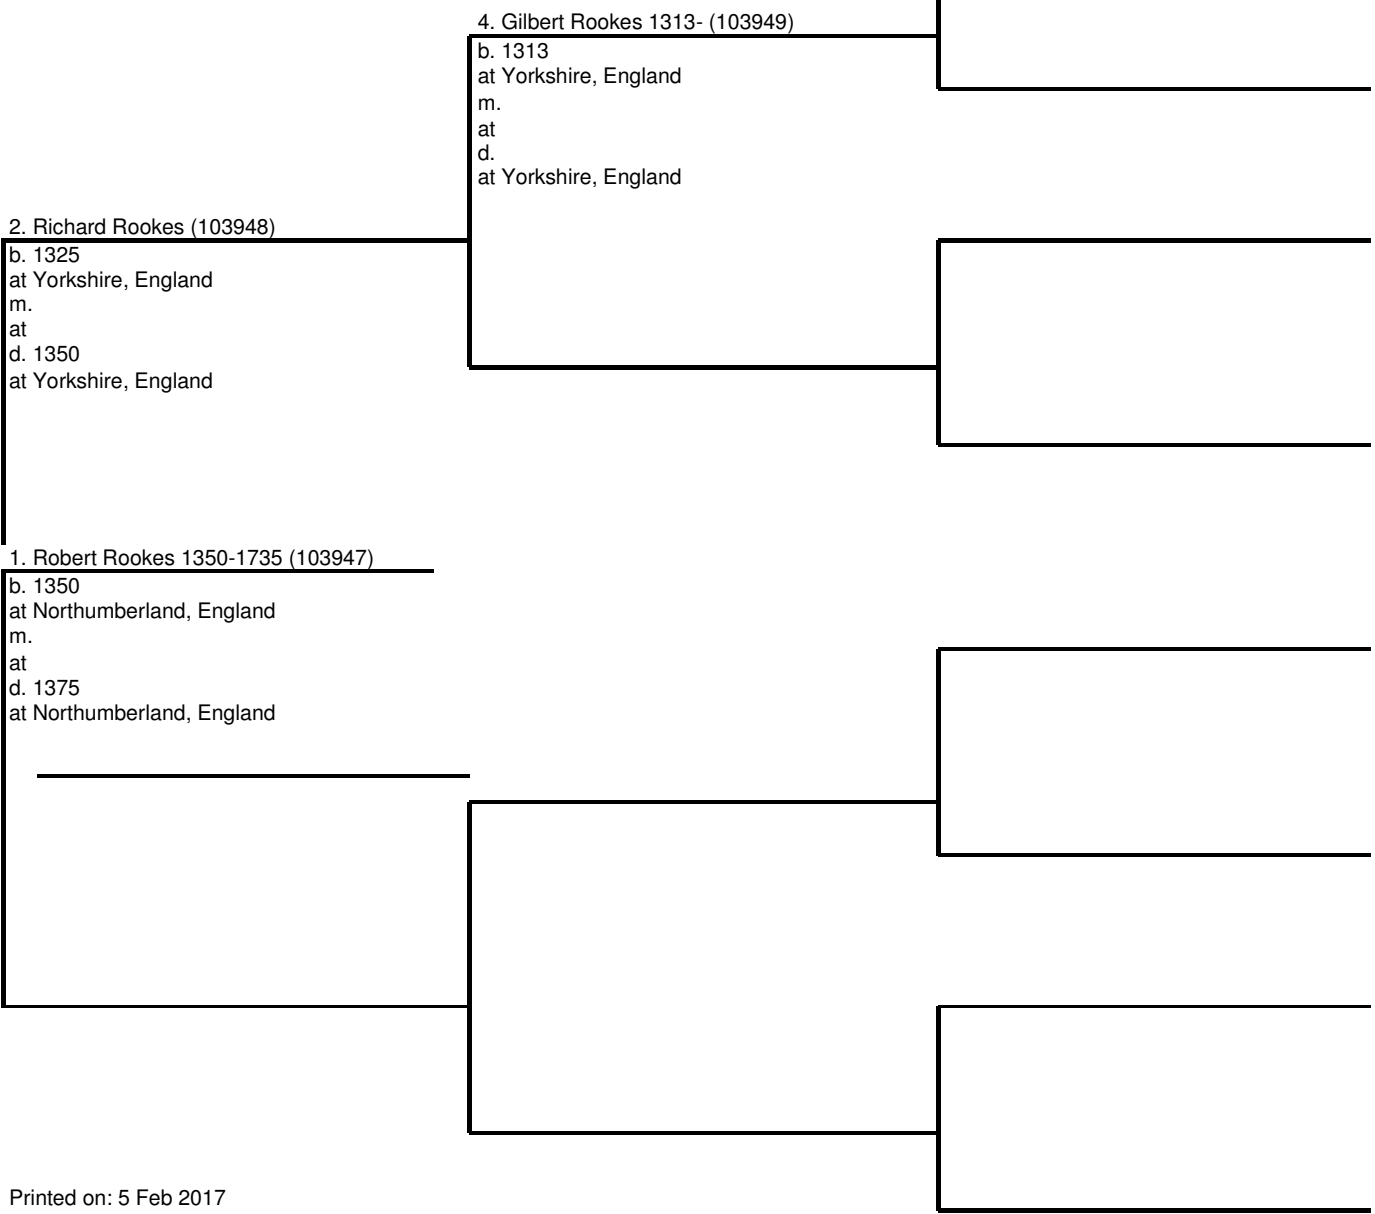 4. Gilbert Rookes 1313- (103949)
b. 1313
at Yorkshire, England
m.
at
d.
at Yorkshire, England
2. Richard Rookes (103948)
b. 1325
at Yorkshire, England
m.
at
d. 1350
at Yorkshire, England
1. Robert Rookes 1350-1735 (103947)
b. 1350
at Northumberland, England
m.
at
d. 1375
at Northumberland, England
Printed on: 5 Feb 2017